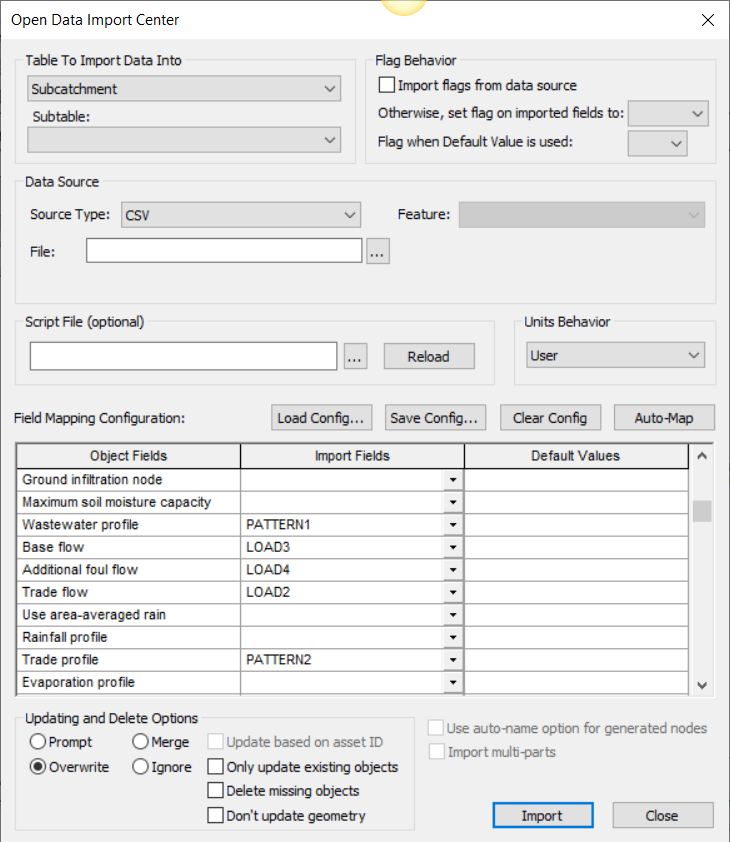 Open Data Import Center
Table To Import Data Into
Subcatchment
Subtable:
Flag Behavior
Import flags from data source
Otherwise, set flag on imported fields to:
Flag when Default Value is used:
Data Source
Source Type: CSV
Feature:
File:
...
Script File (optional)
... Reload
Units Behavior
User
Field Mapping Configuration: Load Config... Save Config... Clear Config Auto-Map
Object Fields Import Fields Default Values
Ground infiltration node
Maximum soil moisture capacity
Wastewater profile PATTERN1
Base flow LOAD3
Additional foul flow LOAD4
Trade flow LOAD2
Use area-averaged rain
Rainfall profile
Trade profile PATTERN2
Evaporation profile
Updating and Delete Options
Prompt Merge Update based on asset ID
Overwrite Ignore Only update existing objects
Delete missing objects
Don't update geometry
Use auto-name option for generated nodes
Import multi-parts
Import Close